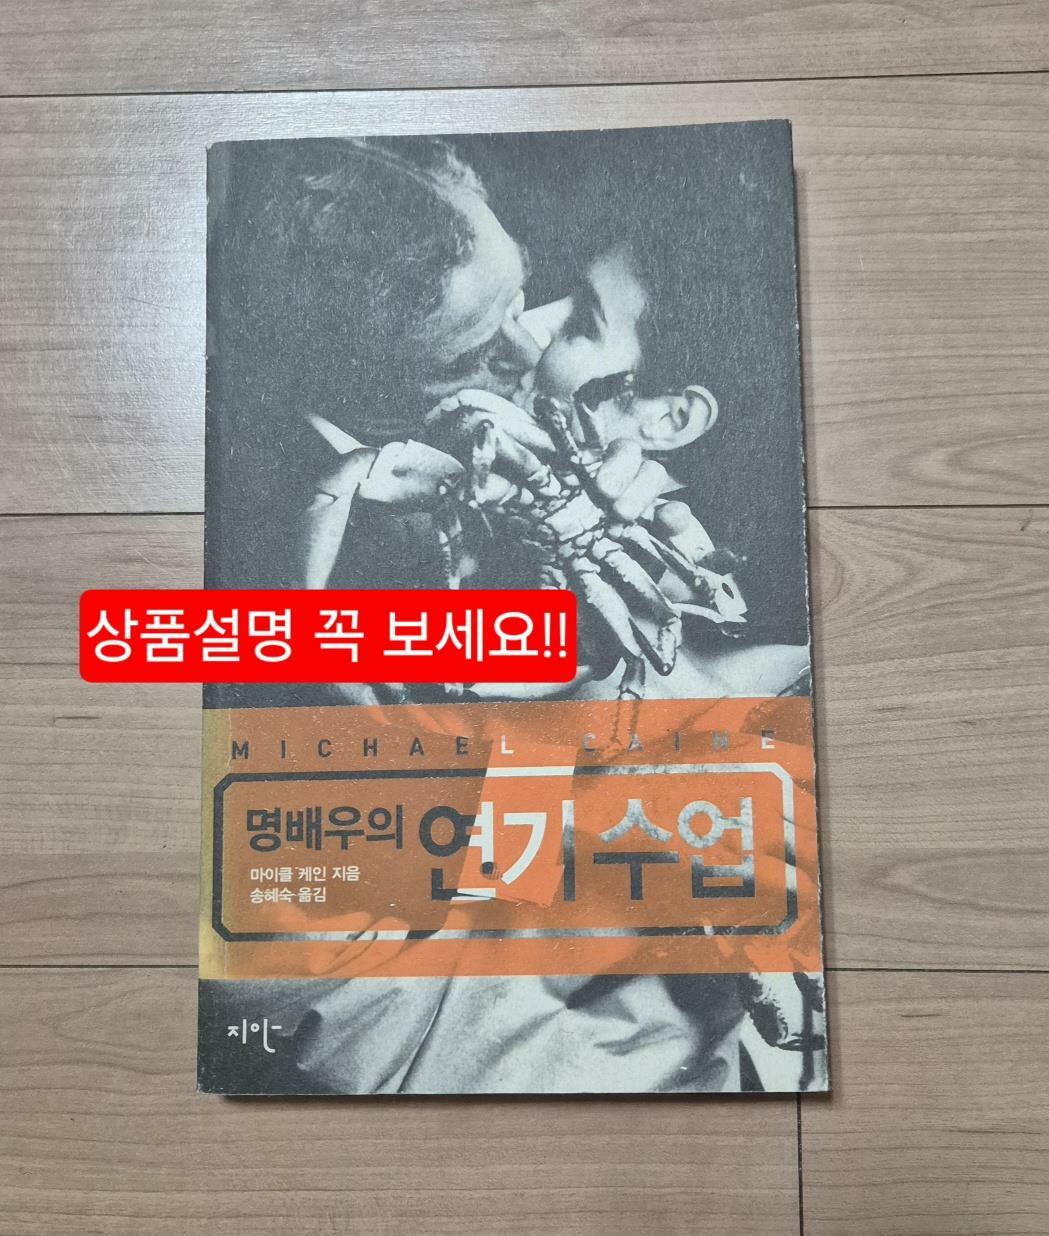 상품설명 꼭 보세요!!
MICHAEL CAINE
명배우의 연기 수업
마이클 케인 지음
송혜숙 옮김
지안